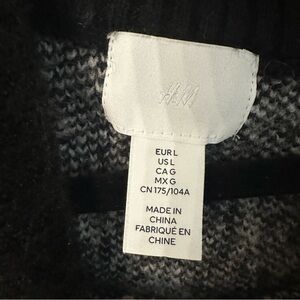 H&M
EUR L
US L
CA G
MX G
CN 175/104A
MADE IN
CHINA
FABRIQUÉ EN
CHINE